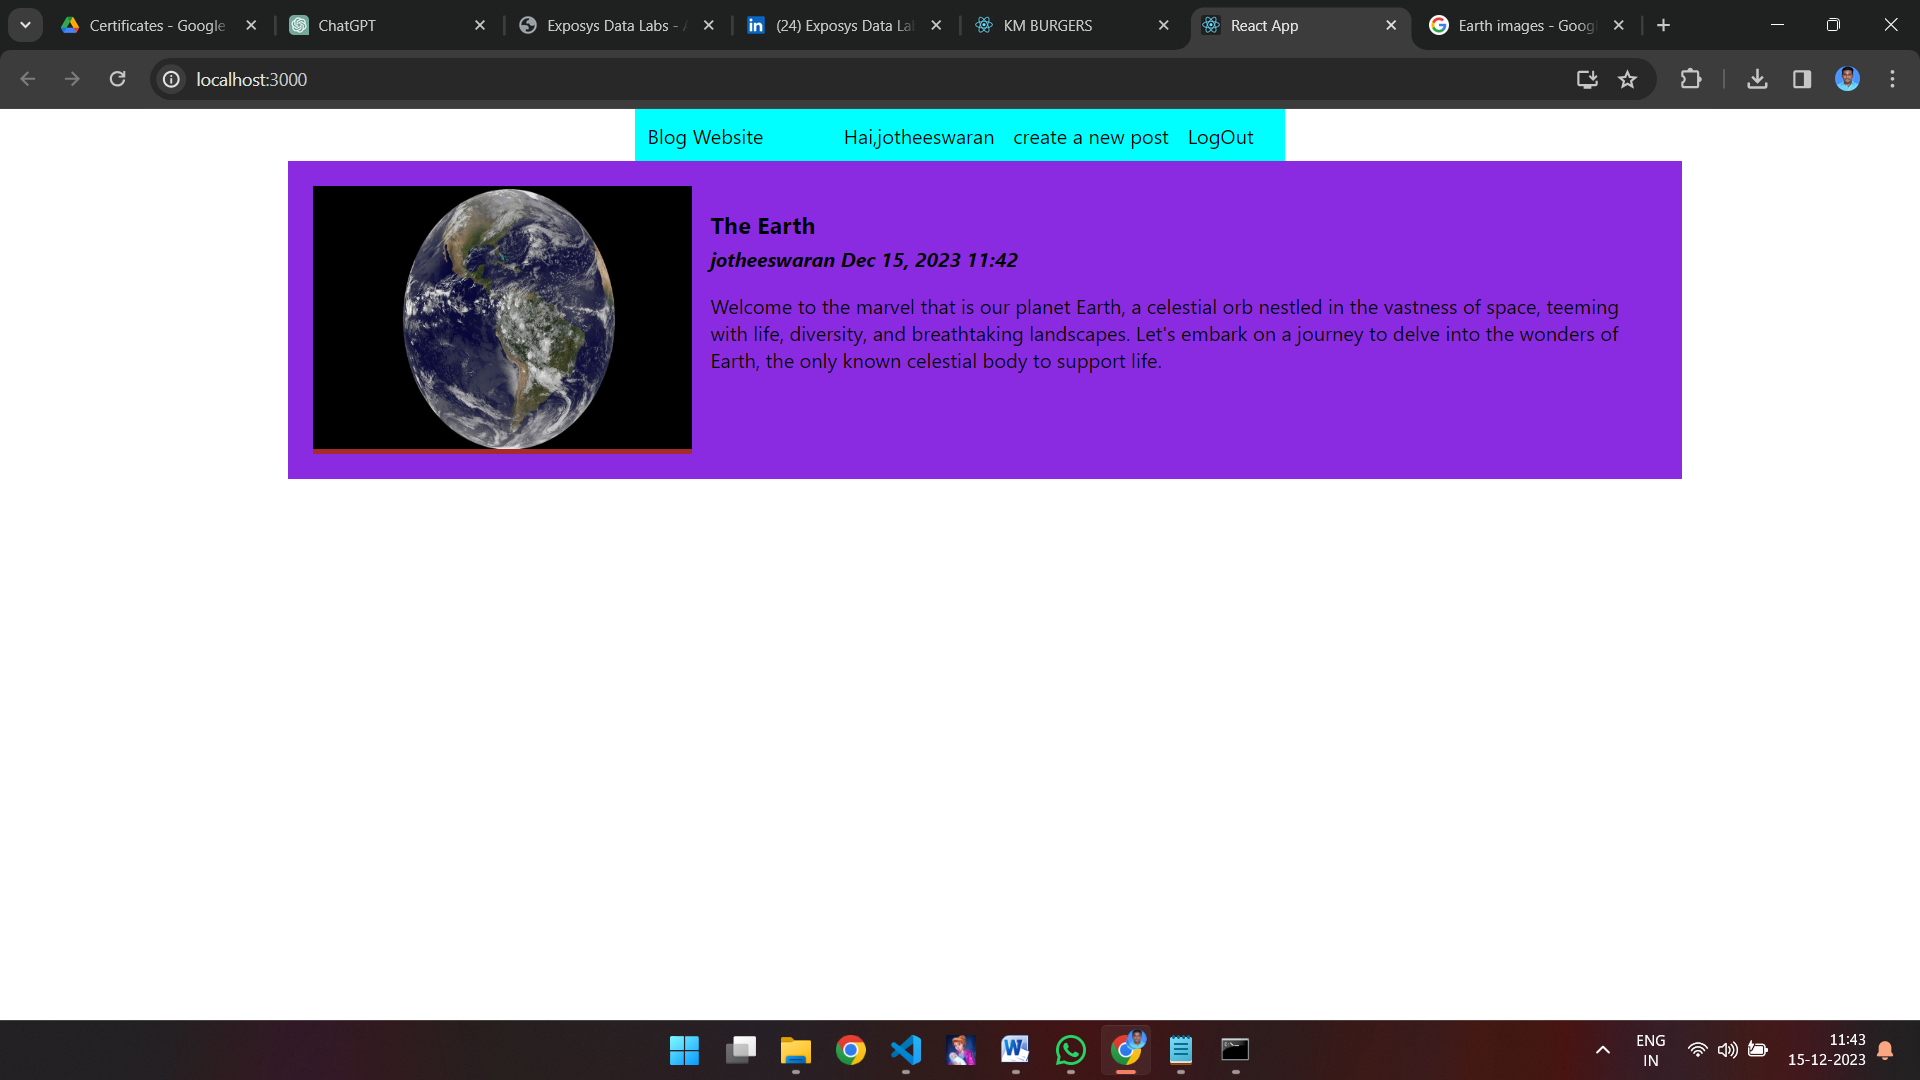 Certificates - Google
ChatGPT
Exposys Data Labs -
(24) Exposys Data La
KM BURGERS
React App
Earth images - Goog
localhost:3000
Blog Website
Hai,jotheeswaran
create a new post
LogOut
The Earth
jotheeswaran Dec 15, 2023 11:42
Welcome to the marvel that is our planet Earth, a celestial orb nestled in the vastness of space, teeming
with life, diversity, and breathtaking landscapes. Let's embark on a journey to delve into the wonders of
Earth, the only known celestial body to support life.
ENG
IN
11:43
15-12-2023